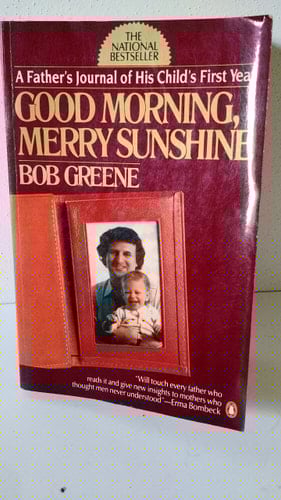 THE
NATIONAL
BESTSELLER
A Father's Journal of His Child's First Yea
GOOD MORNING,
MERRY SUNSHINE
BOB GREENE
"Will touch every father who
reads it and give new insights to mothers who
thought men never understood"—Erma Bombeck